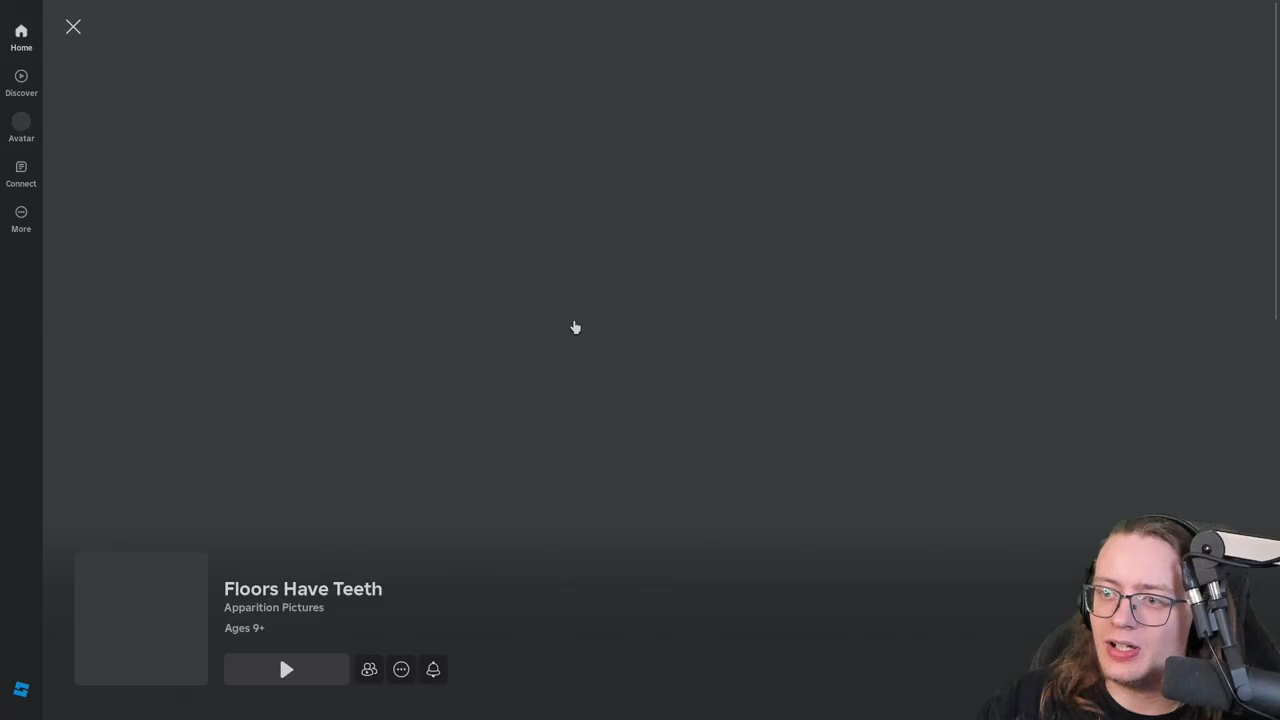 Home
Discover
Avatar
Connect
More
Floors Have Teeth
Apparition Pictures
Ages 9+